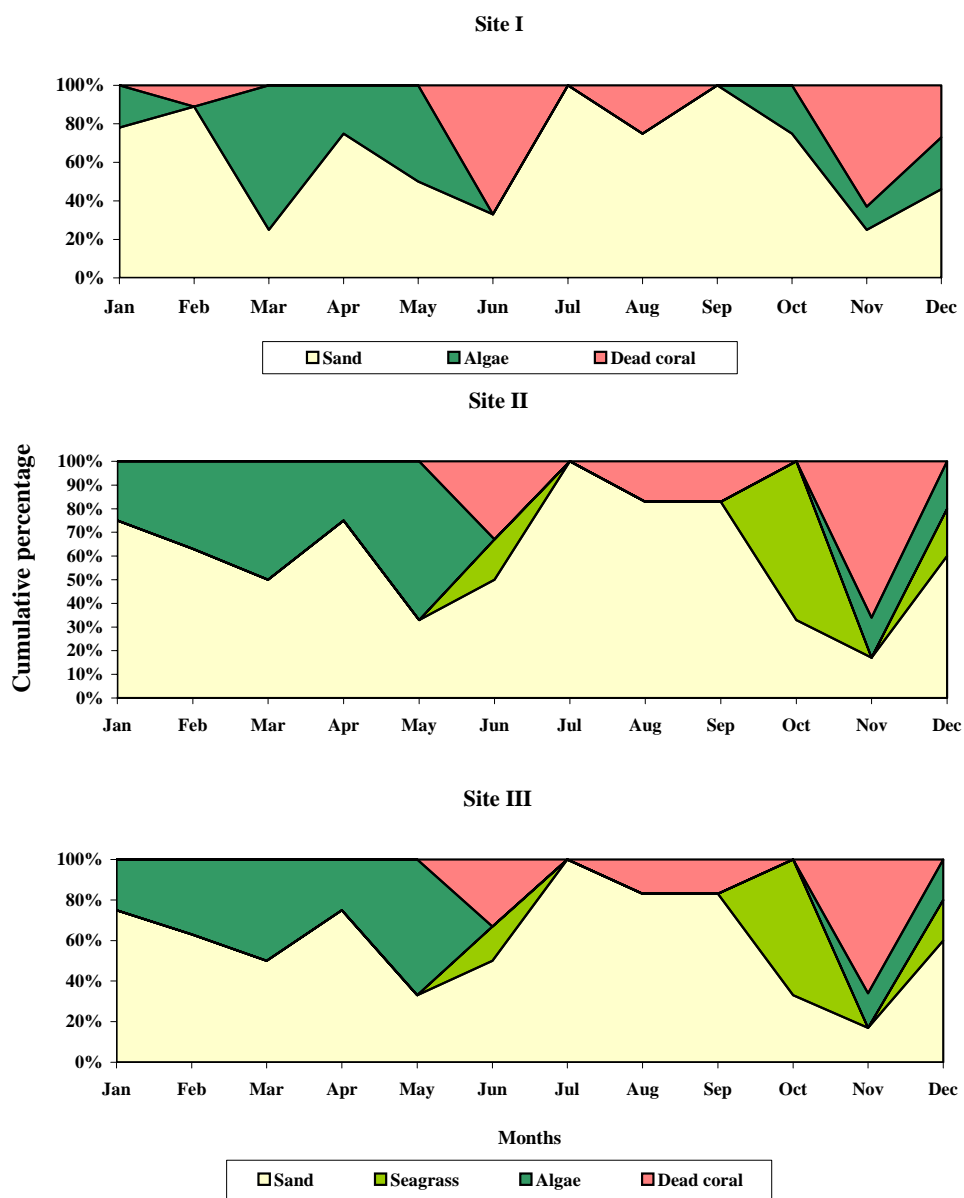 Site I
100%
80%
60%
40%
20%
0%
Jan Feb Mar Apr May Jun Jul Aug Sep Oct Nov Dec
Sand Algae Dead coral
Site II
Cumulative percentage
100%
90%
80%
70%
60%
50%
40%
30%
20%
10%
0%
Jan Feb Mar Apr May Jun Jul Aug Sep Oct Nov Dec
Site III
100%
80%
60%
40%
20%
0%
Jan Feb Mar Apr May Jun Jul Aug Sep Oct Nov Dec
Months
Sand Seagrass Algae Dead coral